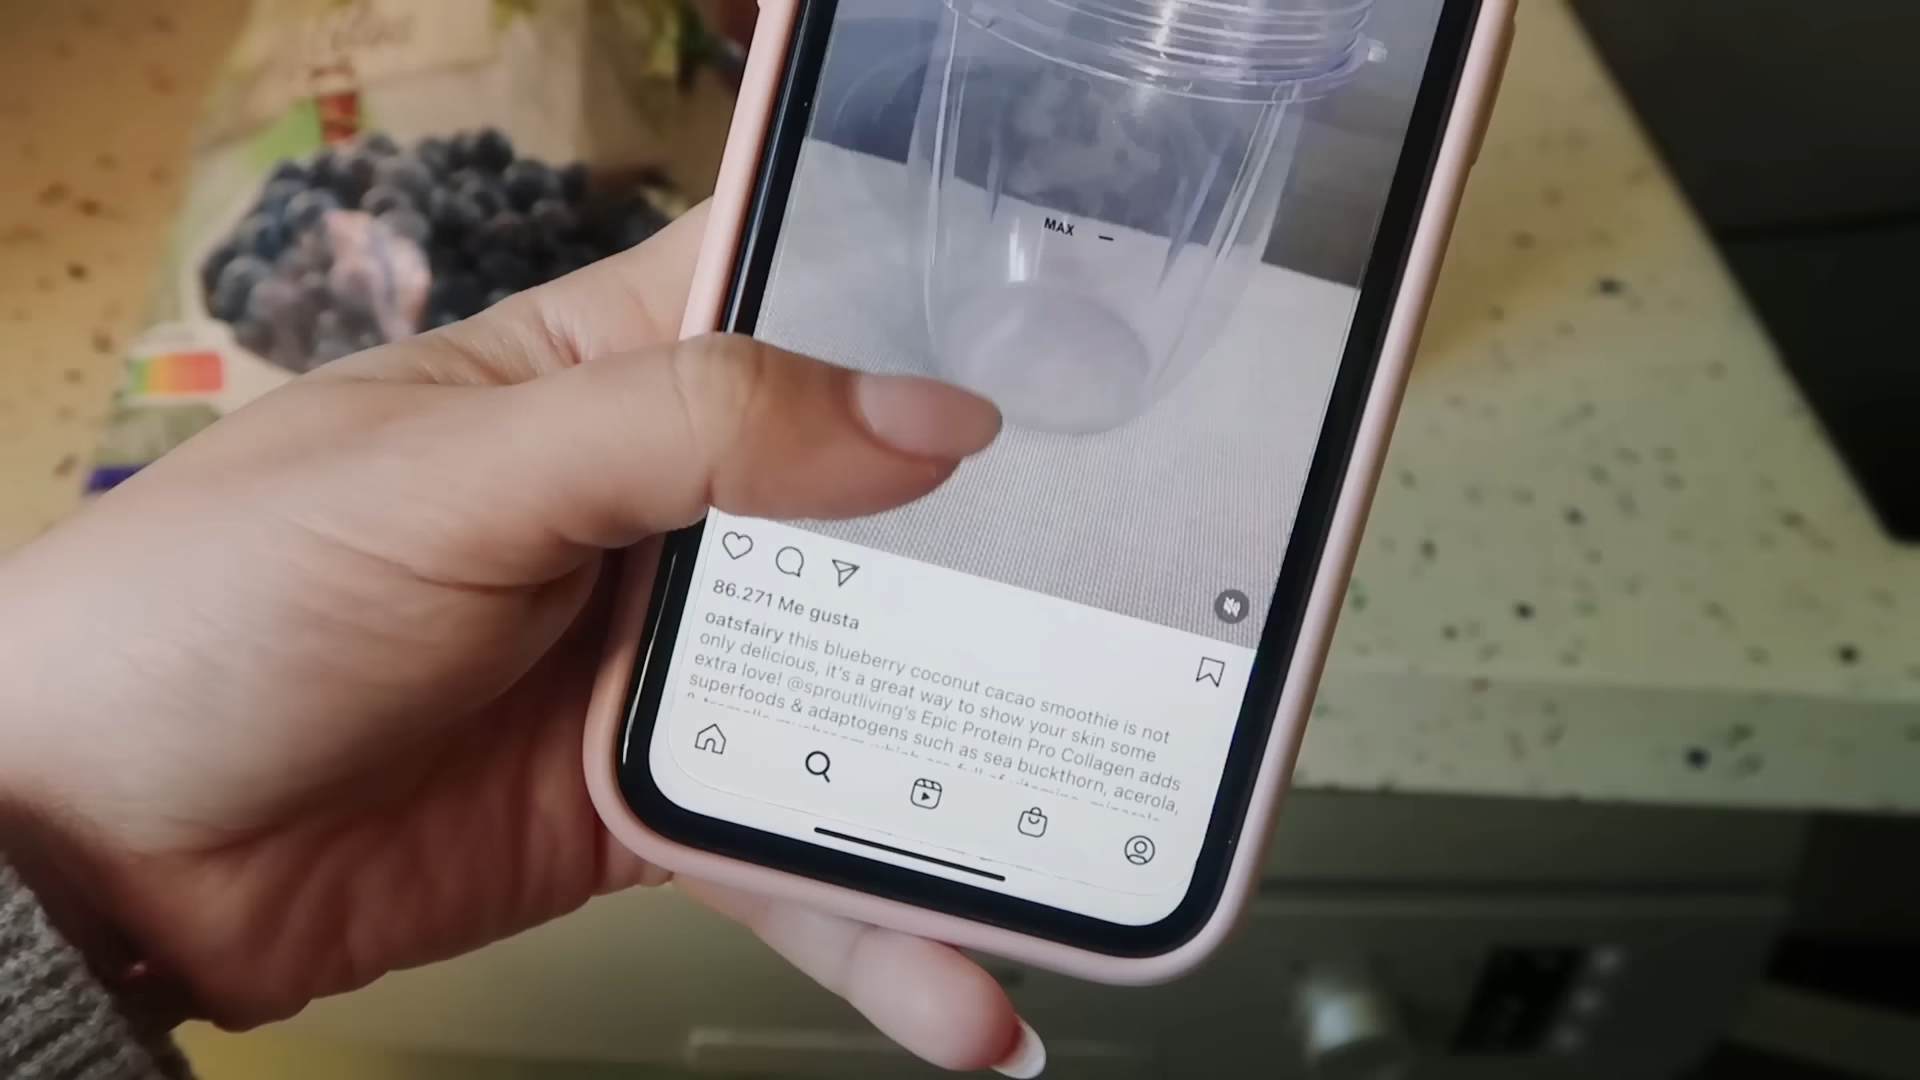 MAX
86.271 Me gusta
oatsfairy this blueberry coconut cacao smoothie is not
only delicious, it's a great way to show your skin some
extra love! @sproutliving's Epic Protein Pro Collagen adds
superfoods & adaptogens such as sea buckthorn, acerola,